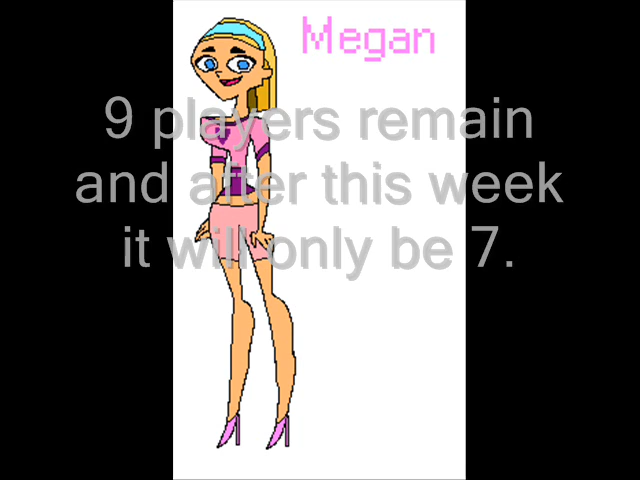 Megan
9 players remain
and after this week
it will only be 7.